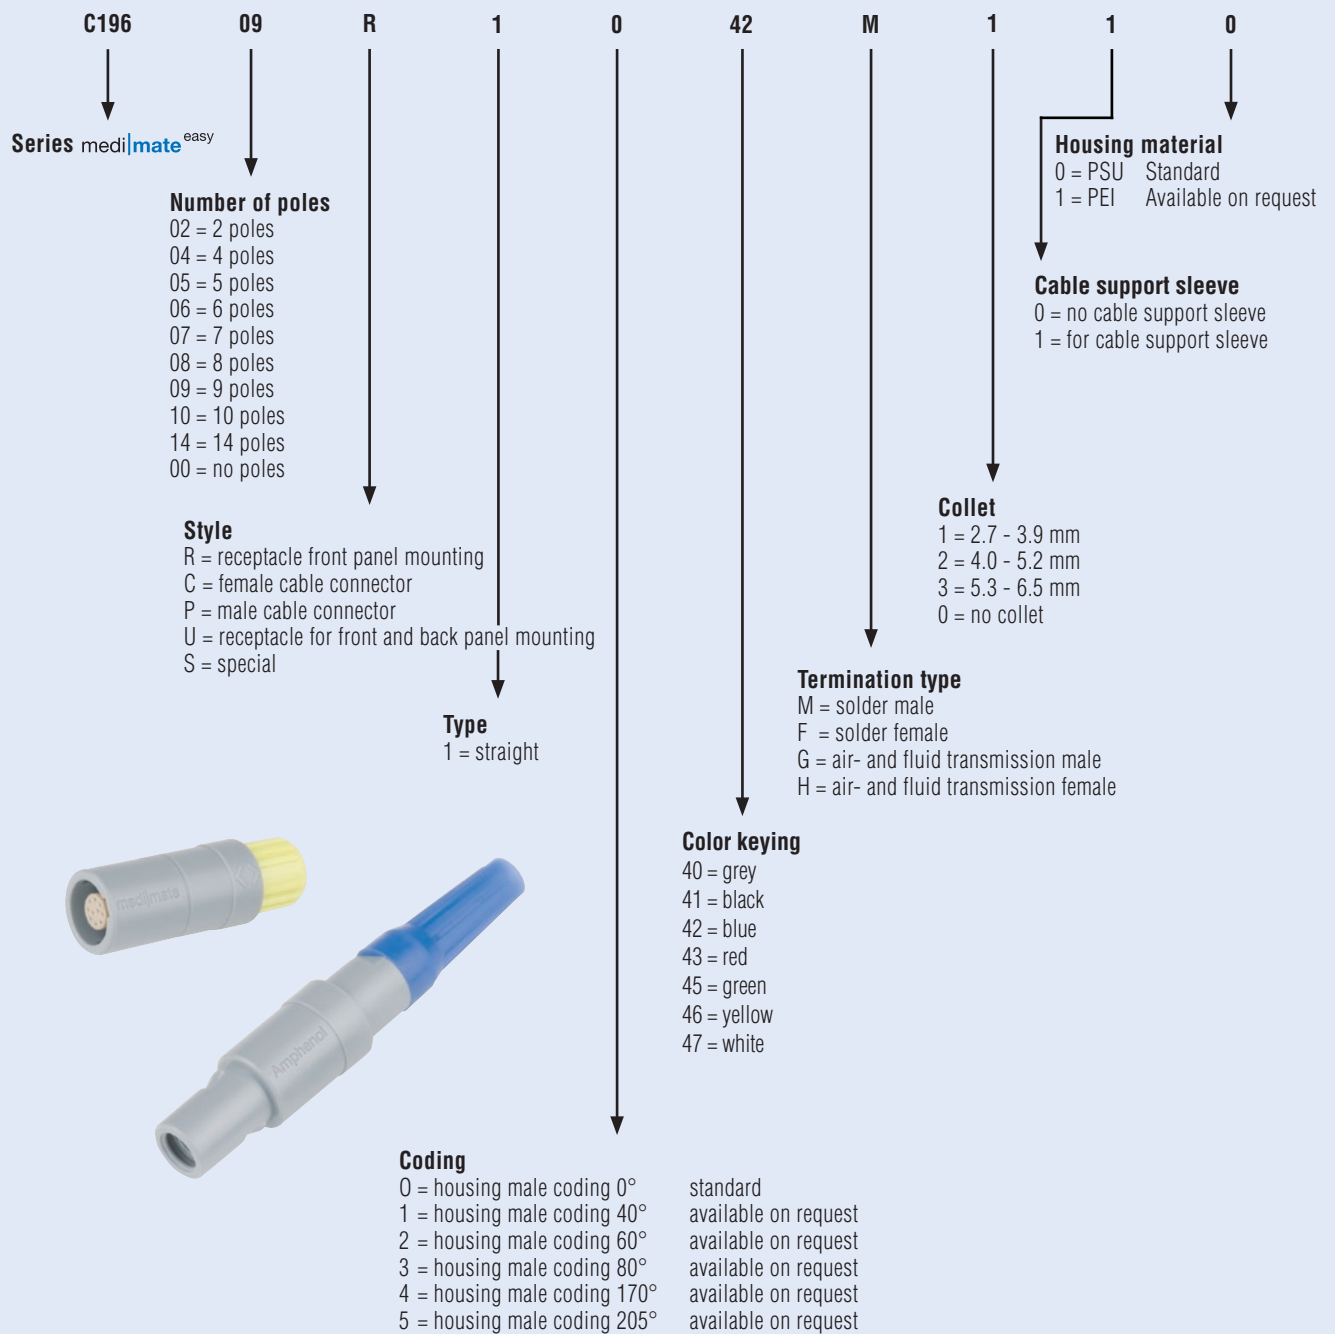 C196 09 R 1 0 42 M 1 1 0
Series medi|mate easy
Number of poles
02 = 2 poles
04 = 4 poles
05 = 5 poles
06 = 6 poles
07 = 7 poles
08 = 8 poles
09 = 9 poles
10 = 10 poles
14 = 14 poles
00 = no poles
Style
R = receptacle front panel mounting
C = female cable connector
P = male cable connector
U = receptacle for front and back panel mounting
S = special
Type
1 = straight
Housing material
0 = PSU Standard
1 = PEI Available on request
Cable support sleeve
0 = no cable support sleeve
1 = for cable support sleeve
Collet
1 = 2.7 - 3.9 mm
2 = 4.0 - 5.2 mm
3 = 5.3 - 6.5 mm
0 = no collet
Termination type
M = solder male
F = solder female
G = air- and fluid transmission male
H = air- and fluid transmission female
Color keying
40 = grey
41 = black
42 = blue
43 = red
45 = green
46 = yellow
47 = white
medi|mate
Amphenol
Coding
O = housing male coding 0° standard
1 = housing male coding 40° available on request
2 = housing male coding 60° available on request
3 = housing male coding 80° available on request
4 = housing male coding 170° available on request
5 = housing male coding 205° available on request